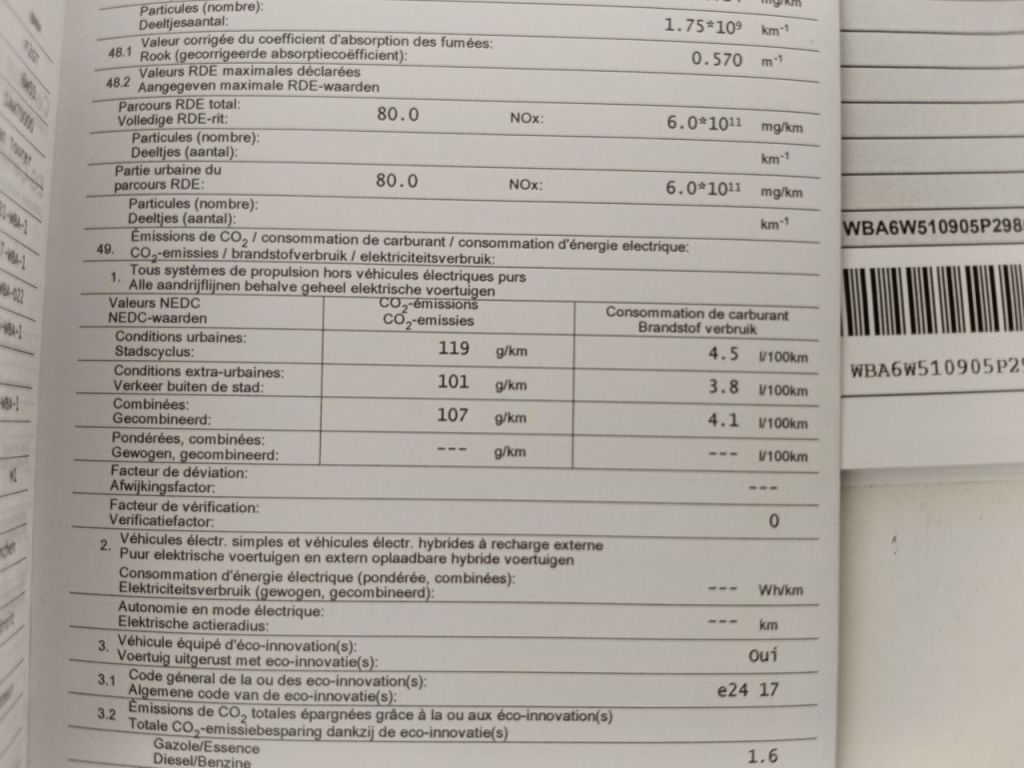 Particules (nombre):
Deeltjesaantal: 1.75*10⁹ km⁻¹
48.1 Valeur corrigée du coefficient d'absorption des fumées:
Rook (gecorrigeerde absorptiecoëfficient): 0.570 m⁻¹
48.2 Valeurs RDE maximales déclarées
Aangegeven maximale RDE-waarden
Parcours RDE total:
Volledige RDE-rit: 80.0 NOx: 6.0*10¹¹ mg/km
Particules (nombre):
Deeltjes (aantal): km⁻¹
Partie urbaine du
parcours RDE: 80.0 NOx: 6.0*10¹¹ mg/km
Particules (nombre):
Deeltjes (aantal): km⁻¹
49. Émissions de CO₂ / consommation de carburant / consommation d'énergie electrique:
CO₂-emissies / brandstofverbruik / elektriciteitsverbruik:
1. Tous systèmes de propulsion hors véhicules électriques purs
Alle aandrijflijnen behalve geheel elektrische voertuigen
Valeurs NEDC CO₂-émissions Consommation de carburant
NEDC-waarden CO₂-emissies Brandstof verbruik
Conditions urbaines:
Stadscyclus: 119 g/km 4.5 l/100km
Conditions extra-urbaines:
Verkeer buiten de stad: 101 g/km 3.8 l/100km
Combinées:
Gecombineerd: 107 g/km 4.1 l/100km
Pondérées, combinées:
Gewogen, gecombineerd: --- g/km --- l/100km
Facteur de déviation:
Afwijkingsfactor: ---
Facteur de vérification:
Verificatiefactor: 0
2. Véhicules électr. simples et véhicules électr. hybrides à recharge externe
Puur elektrische voertuigen en extern oplaadbare hybride voertuigen
Consommation d'énergie électrique (pondérée, combinées):
Elektriciteitsverbruik (gewogen, gecombineerd): --- Wh/km
Autonomie en mode électrique:
Elektrische actieradius: --- km
3. Véhicule équipé d'éco-innovation(s):
Voertuig uitgerust met eco-innovatie(s): Oui
3.1 Code géneral de la ou des eco-innovation(s):
Algemene code van de eco-innovatie(s): e24 17
3.2 Émissions de CO₂ totales épargnées grâce à la ou aux éco-innovation(s)
Totale CO₂-emissiebesparing dankzij de eco-innovatie(s)
Gazole/Essence
Diesel/Benzine 1.6
WBA6W510905P298
WBA6W510905P29